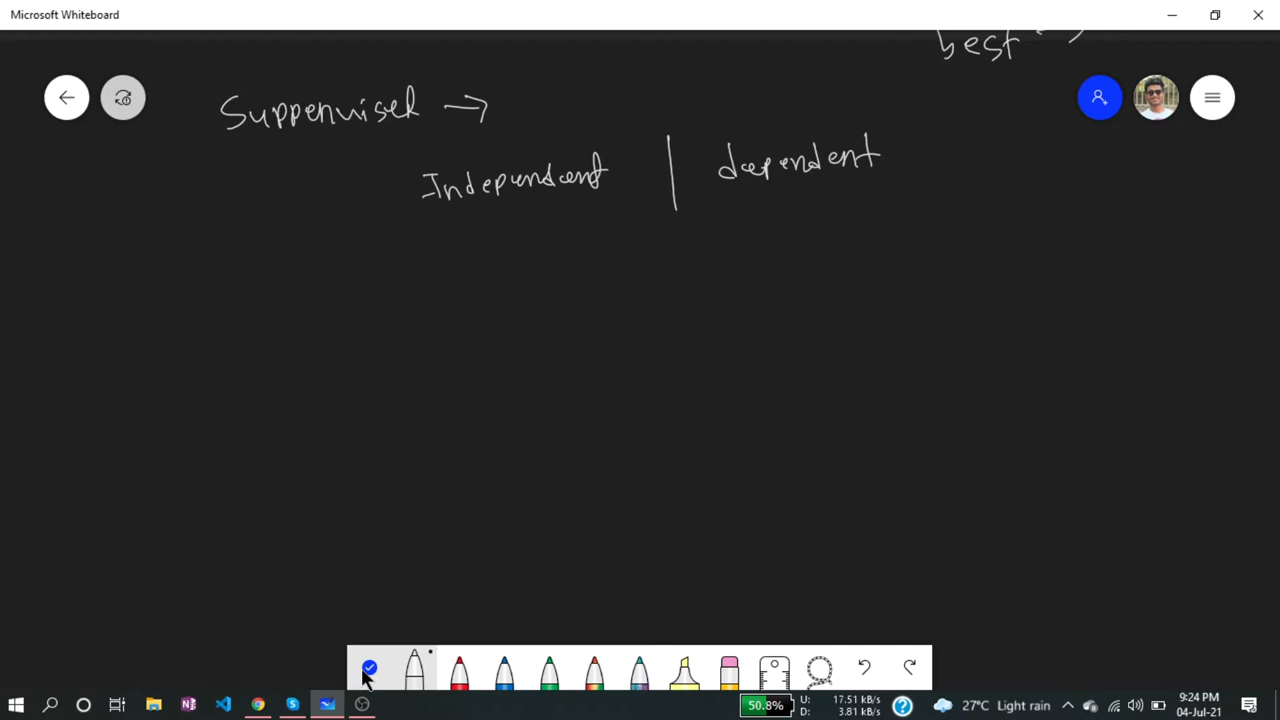 Microsoft Whiteboard
best
Suppervised →
Independent | dependent
50.8%
U: 17.51 kB/s
D: 3.81 kB/s
27°C Light rain
9:24 PM
04-Jul-21